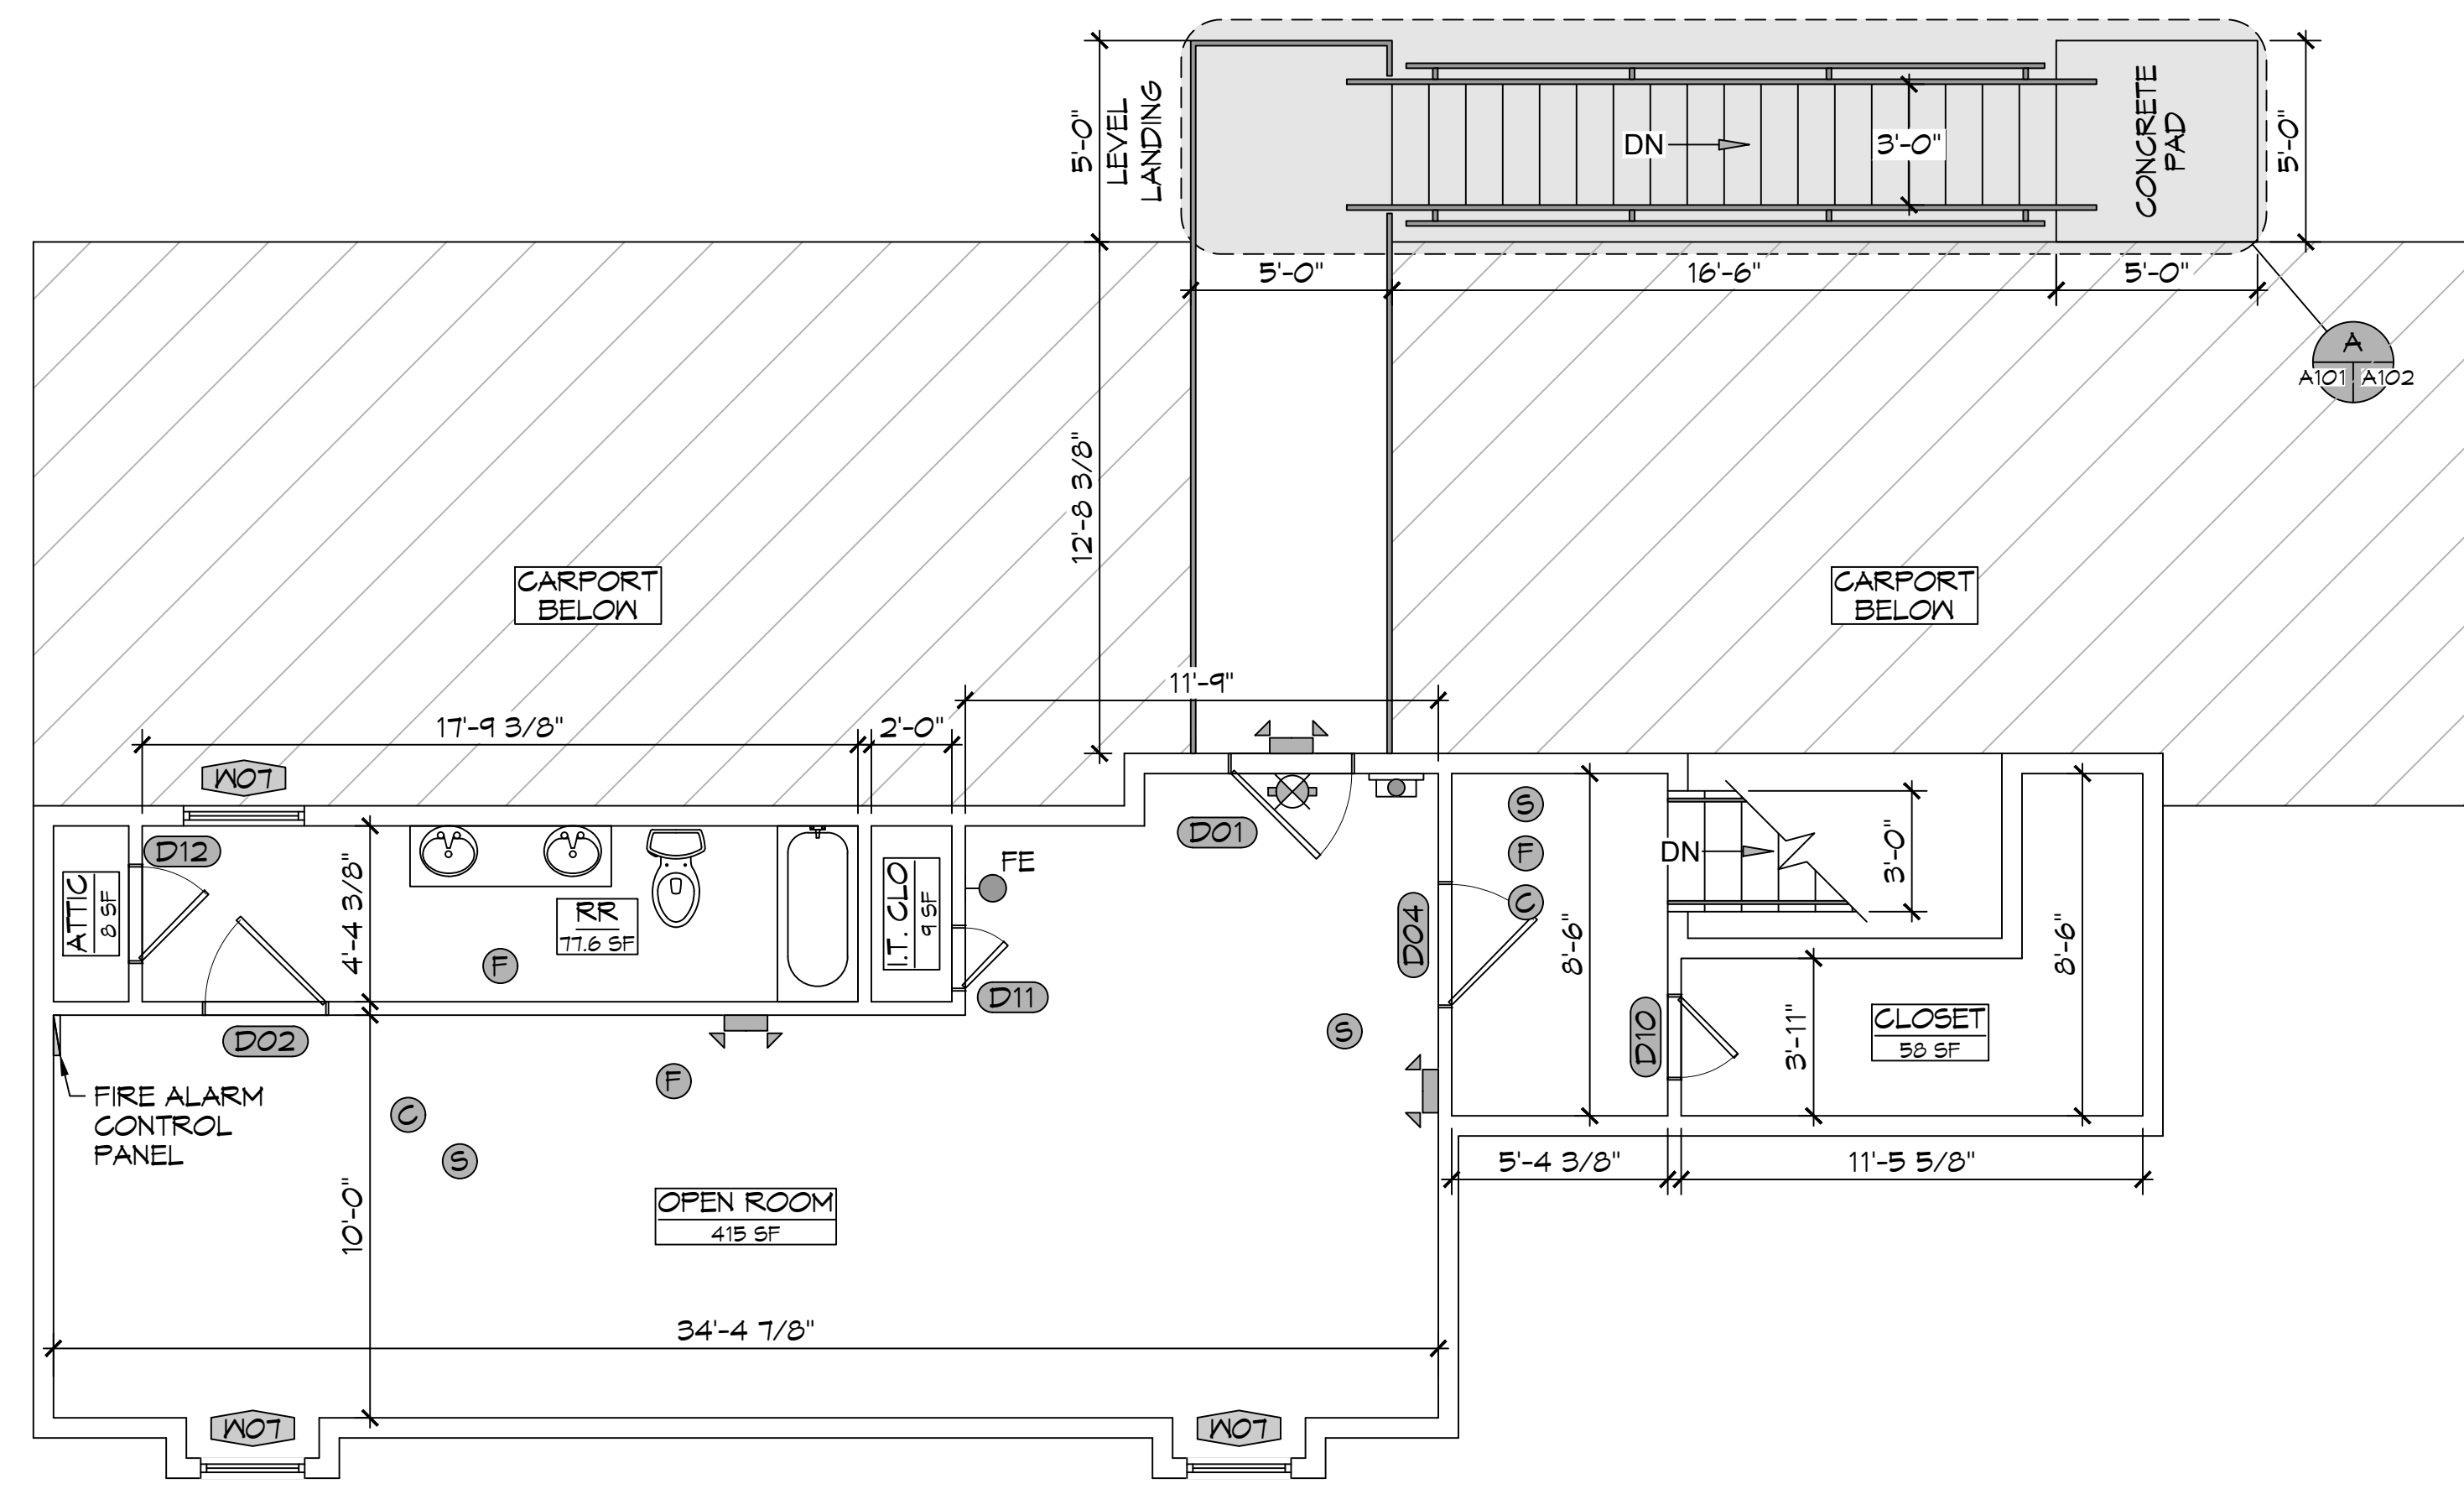 5'-0"
LEVEL
LANDING
DN
3'-0"
CONCRETE
PAD
5'-0"
5'-0"
16'-6"
5'-0"
A
A101
A102
12'-8 3/8"
CARPORT
BELOW
CARPORT
BELOW
11'-9"
17'-9 3/8"
2'-0"
W07
D12
ATTIC
8 SF
4'-4 3/8"
RR
77.6 SF
F
I.T. CLO
9 SF
FE
D11
D01
D04
S
F
C
8'-6"
DN
3'-0"
8'-6"
D02
FIRE ALARM
CONTROL
PANEL
C
S
F
S
D10
3'-11"
CLOSET
58 SF
5'-4 3/8"
11'-5 5/8"
10'-0"
OPEN ROOM
415 SF
34'-4 7/8"
W07
W07